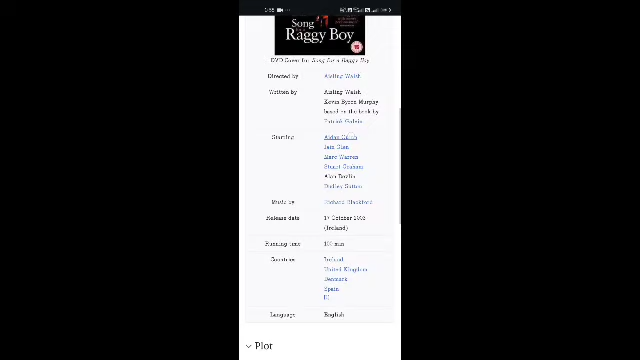 Song
Raggy Boy
DVD Cover for Song for a Raggy Boy
Directed by Aisling Walsh
Written by Aisling Walsh
Kevin Byron Murphy
based on the book by
Patrick Galvin
Starring Aidan Quinn
Iain Glen
Marc Warren
Stuart Graham
Alan Devlin
Dudley Sutton
Music by Richard Blackford
Release date 17 October 2003
(Ireland)
Running time 100 min
Countries Ireland
United Kingdom
Denmark
Spain
[1]
Language English
Plot